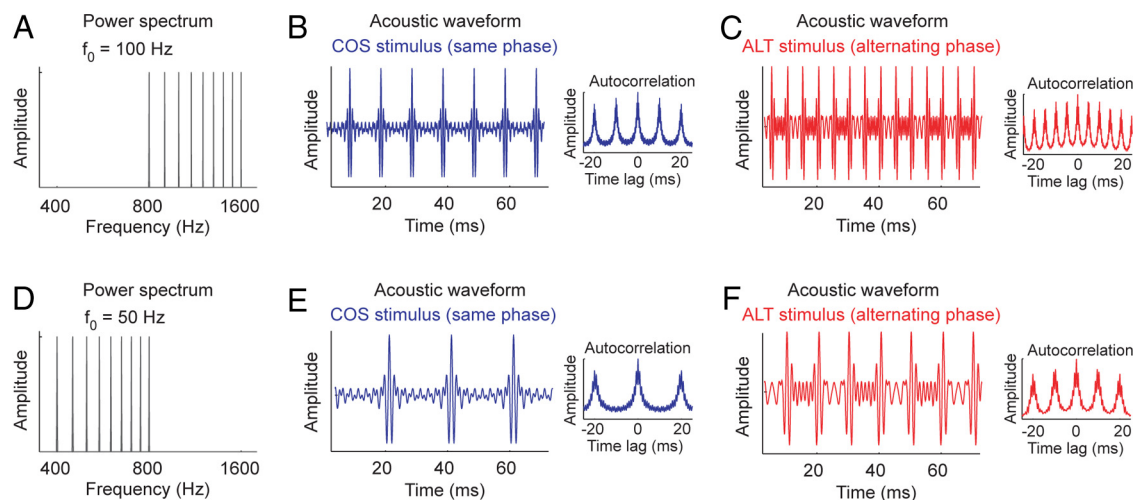 A
Power spectrum
f₀ = 100 Hz
Amplitude
400
800
1600
Frequency (Hz)
B
Acoustic waveform
COS stimulus (same phase)
Amplitude
20
40
60
Time (ms)
Autocorrelation
Amplitude
-20
0
20
Time lag (ms)
C
Acoustic waveform
ALT stimulus (alternating phase)
Amplitude
20
40
60
Time (ms)
Autocorrelation
Amplitude
-20
0
20
Time lag (ms)
D
Power spectrum
f₀ = 50 Hz
Amplitude
400
800
1600
Frequency (Hz)
E
Acoustic waveform
COS stimulus (same phase)
Amplitude
20
40
60
Time (ms)
Autocorrelation
Amplitude
-20
0
20
Time lag (ms)
F
Acoustic waveform
ALT stimulus (alternating phase)
Amplitude
20
40
60
Time (ms)
Autocorrelation
Amplitude
-20
0
20
Time lag (ms)